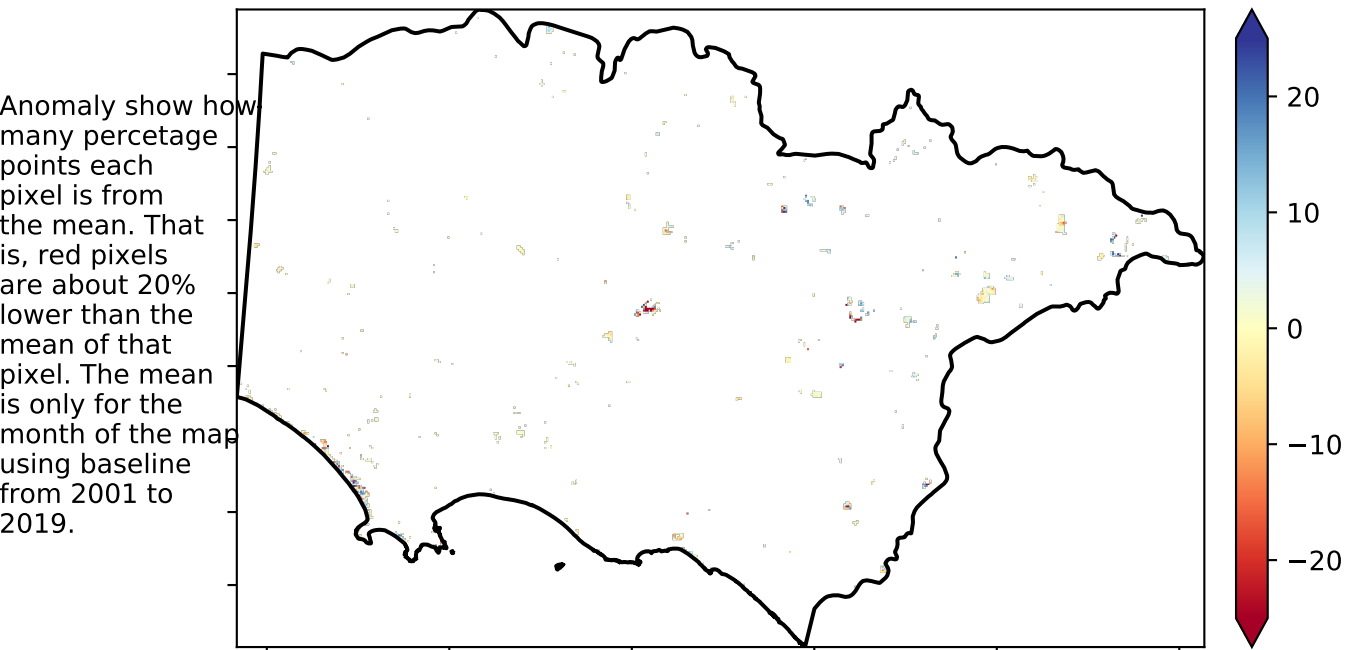 Anomaly show how
many percetage
points each
pixel is from
the mean. That
is, red pixels
are about 20%
lower than the
mean of that
pixel. The mean
is only for the
month of the map
using baseline
from 2001 to
2019.
20
10
0
−10
−20